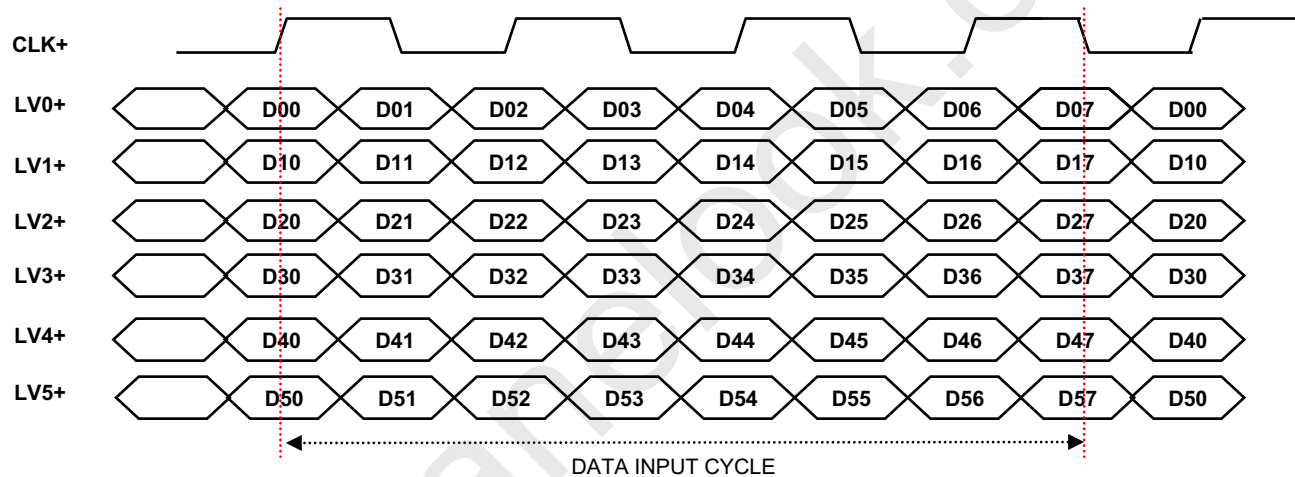 CLK+
LV0+ D00 D01 D02 D03 D04 D05 D06 D07 D00
LV1+ D10 D11 D12 D13 D14 D15 D16 D17 D10
LV2+ D20 D21 D22 D23 D24 D25 D26 D27 D20
LV3+ D30 D31 D32 D33 D34 D35 D36 D37 D30
LV4+ D40 D41 D42 D43 D44 D45 D46 D47 D40
LV5+ D50 D51 D52 D53 D54 D55 D56 D57 D50
DATA INPUT CYCLE